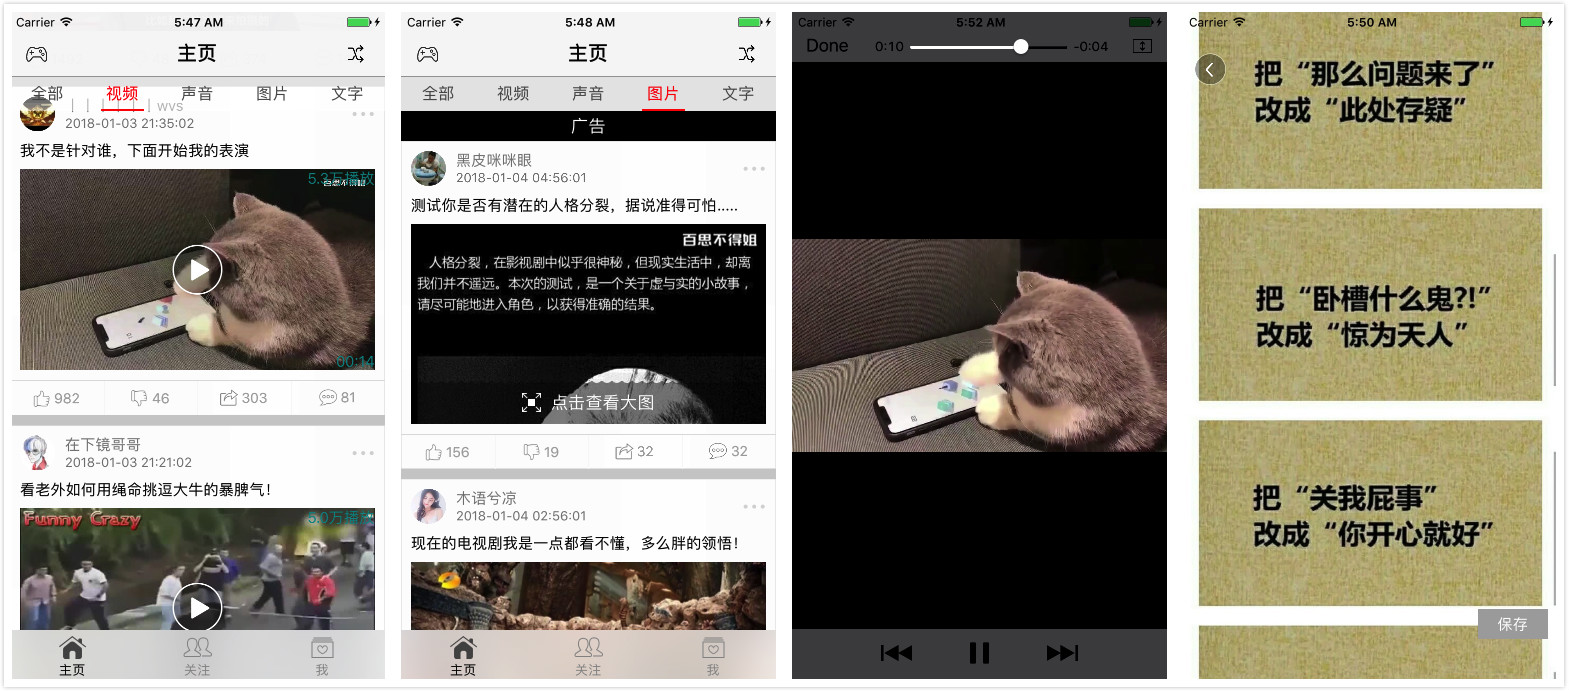 Carrier
5:47 AM
主页
全部
视频
声音
图片
文字
wvs
2018-01-03 21:35:02
我不是针对谁，下面开始我的表演
5.3万播放
百思不得姐
00:14
982
46
303
81
在下镜哥哥
2018-01-03 21:21:02
看老外如何用绳命挑逗大牛的暴脾气！
Funny Crazy
5.0万播放
主页
关注
我
Carrier
5:48 AM
主页
全部
视频
声音
图片
文字
广告
黑皮咪咪眼
2018-01-04 04:56:01
测试你是否有潜在的人格分裂，据说准得可怕.....
百思不得姐
人格分裂，在影视剧中似乎很神秘，但现实生活中，却离
我们并不遥远。本次的测试，是一个关于虚与实的小故事，
请尽可能地进入角色，以获得准确的结果。
点击查看大图
156
19
32
32
木语兮凉
2018-01-04 02:56:01
现在的电视剧我是一点都看不懂，多么胖的领悟！
主页
关注
我
Carrier
5:52 AM
Done
0:10
-0:04
Carrier
5:50 AM
把“那么问题来了”
改成“此处存疑”
把“卧槽什么鬼?!”
改成“惊为天人”
把“关我屁事”
改成“你开心就好”
保存